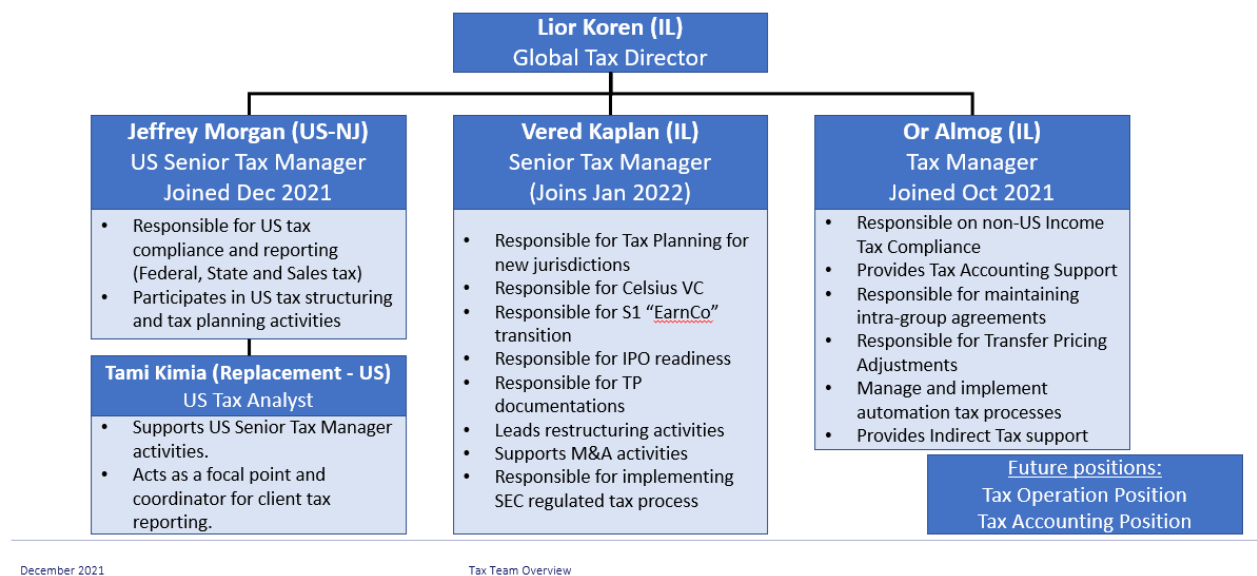 Lior Koren (IL)
Global Tax Director
Jeffrey Morgan (US-NJ)
US Senior Tax Manager
Joined Dec 2021
• Responsible for US tax
compliance and reporting
(Federal, State and Sales tax)
• Participates in US tax structuring
and tax planning activities
Tami Kimia (Replacement - US)
US Tax Analyst
• Supports US Senior Tax Manager
activities.
• Acts as a focal point and
coordinator for client tax
reporting.
Vered Kaplan (IL)
Senior Tax Manager
(Joins Jan 2022)
• Responsible for Tax Planning for
new jurisdictions
• Responsible for Celsius VC
• Responsible for S1 “EarnCo”
transition
• Responsible for IPO readiness
• Responsible for TP
documentations
• Leads restructuring activities
• Supports M&A activities
• Responsible for implementing
SEC regulated tax process
Or Almog (IL)
Tax Manager
Joined Oct 2021
• Responsible on non-US Income
Tax Compliance
• Provides Tax Accounting Support
• Responsible for maintaining
intra-group agreements
• Responsible for Transfer Pricing
Adjustments
• Manage and implement
automation tax processes
• Provides Indirect Tax support
Future positions:
Tax Operation Position
Tax Accounting Position
December 2021
Tax Team Overview